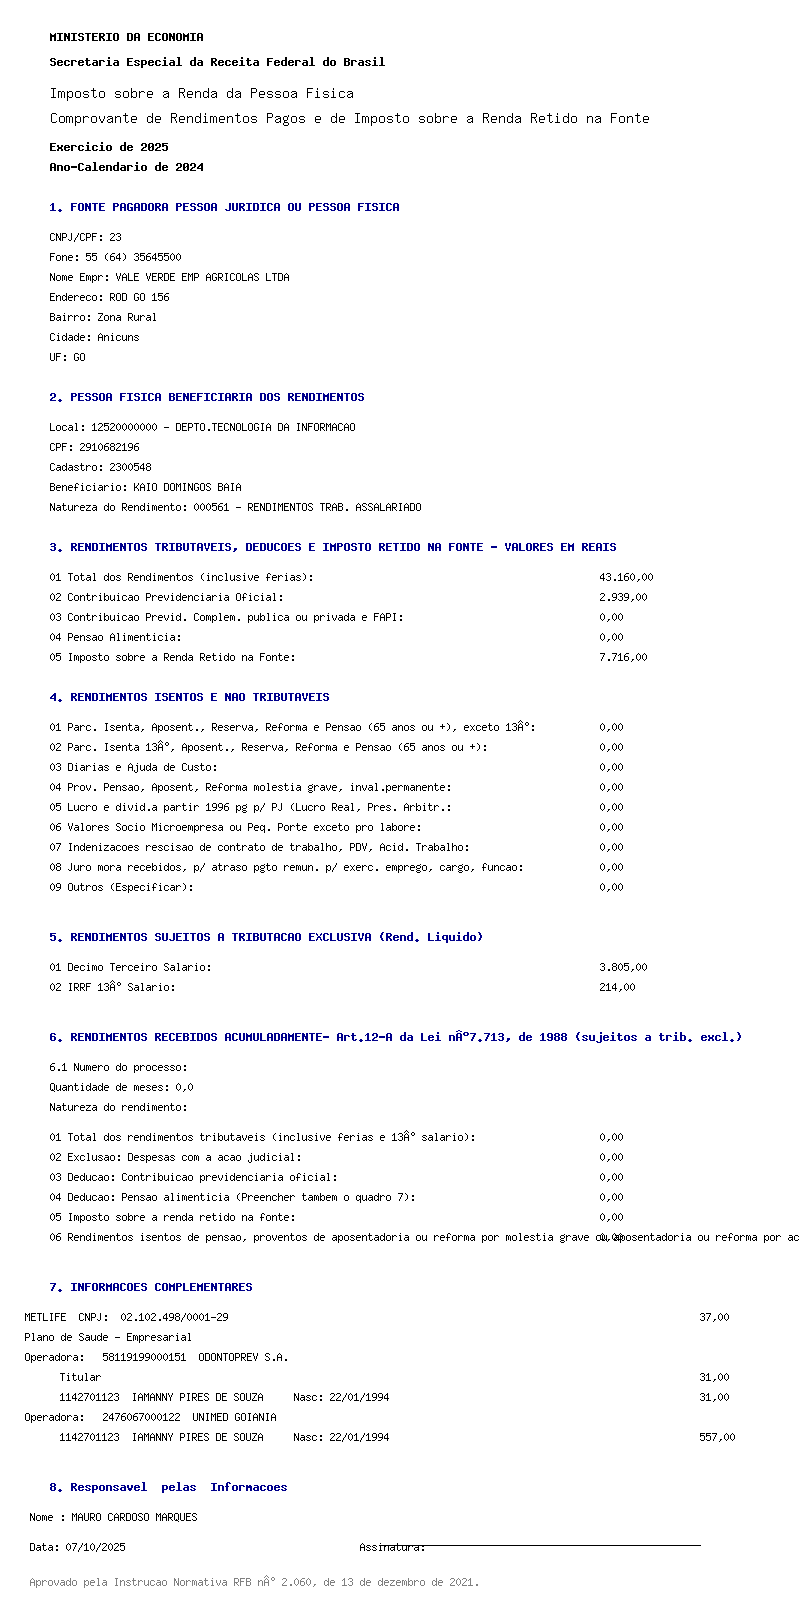 MINISTERIO DA ECONOMIA
Secretaria Especial da Receita Federal do Brasil
Imposto sobre a Renda da Pessoa Fisica
Comprovante de Rendimentos Pagos e de Imposto sobre a Renda Retido na Fonte
Exercicio de 2025
Ano-Calendario de 2024
1. FONTE PAGADORA PESSOA JURIDICA OU PESSOA FISICA
CNPJ/CPF: 23
Fone: 55 (64) 35645500
Nome Empr: VALE VERDE EMP AGRICOLAS LTDA
Endereco: ROD GO 156
Bairro: Zona Rural
Cidade: Anicuns
UF: GO
2. PESSOA FISICA BENEFICIARIA DOS RENDIMENTOS
Local: 12520000000 - DEPTO.TECNOLOGIA DA INFORMACAO
CPF: 2910682196
Cadastro: 2300548
Beneficiario: KAIO DOMINGOS BAIA
Natureza do Rendimento: 000561 - RENDIMENTOS TRAB. ASSALARIADO
3. RENDIMENTOS TRIBUTAVEIS, DEDUCOES E IMPOSTO RETIDO NA FONTE - VALORES EM REAIS
01 Total dos Rendimentos (inclusive ferias): 43.160,00
02 Contribuicao Previdenciaria Oficial: 2.939,00
03 Contribuicao Previd. Complem. publica ou privada e FAPI: 0,00
04 Pensao Alimenticia: 0,00
05 Imposto sobre a Renda Retido na Fonte: 7.716,00
4. RENDIMENTOS ISENTOS E NAO TRIBUTAVEIS
01 Parc. Isenta, Aposent., Reserva, Reforma e Pensao (65 anos ou +), exceto 13Âº: 0,00
02 Parc. Isenta 13Âº, Aposent., Reserva, Reforma e Pensao (65 anos ou +): 0,00
03 Diarias e Ajuda de Custo: 0,00
04 Prov. Pensao, Aposent, Reforma molestia grave, inval.permanente: 0,00
05 Lucro e divid.a partir 1996 pg p/ PJ (Lucro Real, Pres. Arbitr.: 0,00
06 Valores Socio Microempresa ou Peq. Porte exceto pro labore: 0,00
07 Indenizacoes rescisao de contrato de trabalho, PDV, Acid. Trabalho: 0,00
08 Juro mora recebidos, p/ atraso pgto remun. p/ exerc. emprego, cargo, funcao: 0,00
09 Outros (Especificar): 0,00
5. RENDIMENTOS SUJEITOS A TRIBUTACAO EXCLUSIVA (Rend. Liquido)
01 Decimo Terceiro Salario: 3.805,00
02 IRRF 13Âº Salario: 214,00
6. RENDIMENTOS RECEBIDOS ACUMULADAMENTE- Art.12-A da Lei nÂº7.713, de 1988 (sujeitos a trib. excl.)
6.1 Numero do processo:
Quantidade de meses: 0,0
Natureza do rendimento:
01 Total dos rendimentos tributaveis (inclusive ferias e 13Âº salario): 0,00
02 Exclusao: Despesas com a acao judicial: 0,00
03 Deducao: Contribuicao previdenciaria oficial: 0,00
04 Deducao: Pensao alimenticia (Preencher tambem o quadro 7): 0,00
05 Imposto sobre a renda retido na fonte: 0,00
06 Rendimentos isentos de pensao, proventos de aposentadoria ou reforma por molestia grave ou aposentadoria ou reforma por ac 0,00
7. INFORMACOES COMPLEMENTARES
METLIFE CNPJ: 02.102.498/0001-29 37,00
Plano de Saude - Empresarial
Operadora: 58119199000151 ODONTOPREV S.A.
Titular 31,00
1142701123 IAMANNY PIRES DE SOUZA Nasc: 22/01/1994 31,00
Operadora: 2476067000122 UNIMED GOIANIA
1142701123 IAMANNY PIRES DE SOUZA Nasc: 22/01/1994 557,00
8. Responsavel pelas Informacoes
Nome : MAURO CARDOSO MARQUES
Data: 07/10/2025 Assinatura:
Aprovado pela Instrucao Normativa RFB nÂº 2.060, de 13 de dezembro de 2021.